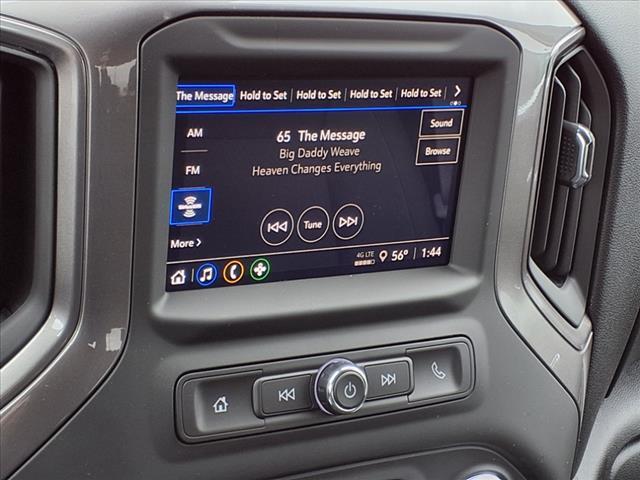 The Message Hold to Set Hold to Set Hold to Set Hold to Set
AM
65 The Message
Sound
Big Daddy Weave
Browse
FM
Heaven Changes Everything
Tune
More
4G LTE
56° 1:44